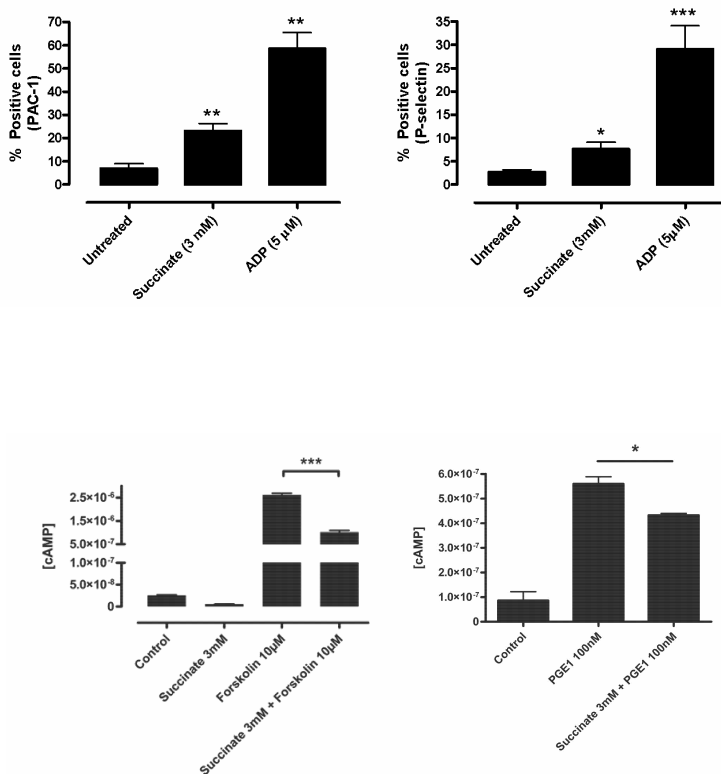 % Positive cells
(PAC-1)
70
60
50
40
30
20
10
0
**
**
Untreated
Succinate (3 mM)
ADP (5 µM)
% Positive cells
(P-selectin)
35
30
25
20
15
10
5
0
*
***
Untreated
Succinate (3mM)
ADP (5µM)
[cAMP]
2.5×10⁻⁶
1.5×10⁻⁶
5.0×10⁻⁷
1.0×10⁻⁷
5.0×10⁻⁸
0
***
Control
Succinate 3mM
Forskolin 10µM
Succinate 3mM + Forskolin 10µM
[cAMP]
6.0×10⁻⁷
5.0×10⁻⁷
4.0×10⁻⁷
3.0×10⁻⁷
2.0×10⁻⁷
1.0×10⁻⁷
0
*
Control
PGE1 100nM
Succinate 3mM + PGE1 100nM